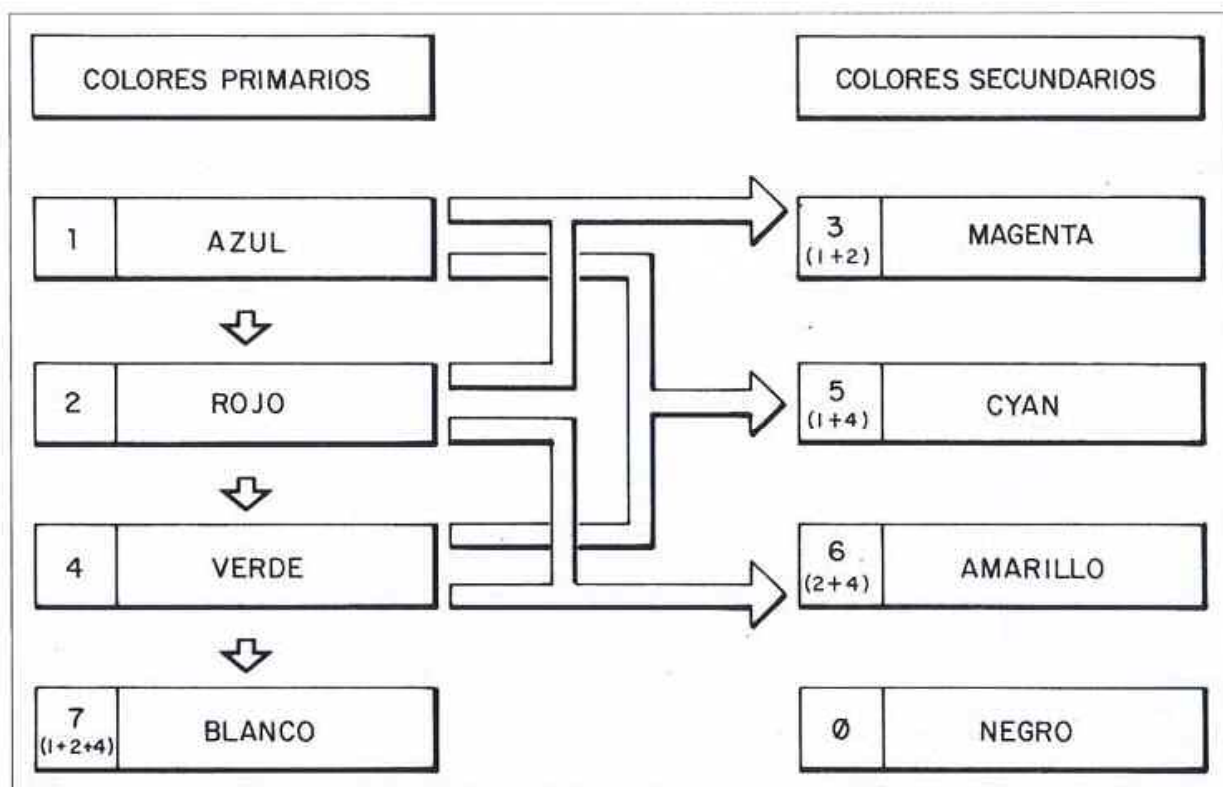 COLORES PRIMARIOS
COLORES SECUNDARIOS
1 AZUL
3 (1+2) MAGENTA
2 ROJO
5 (1+4) CYAN
4 VERDE
6 (2+4) AMARILLO
7 (1+2+4) BLANCO
Ø NEGRO